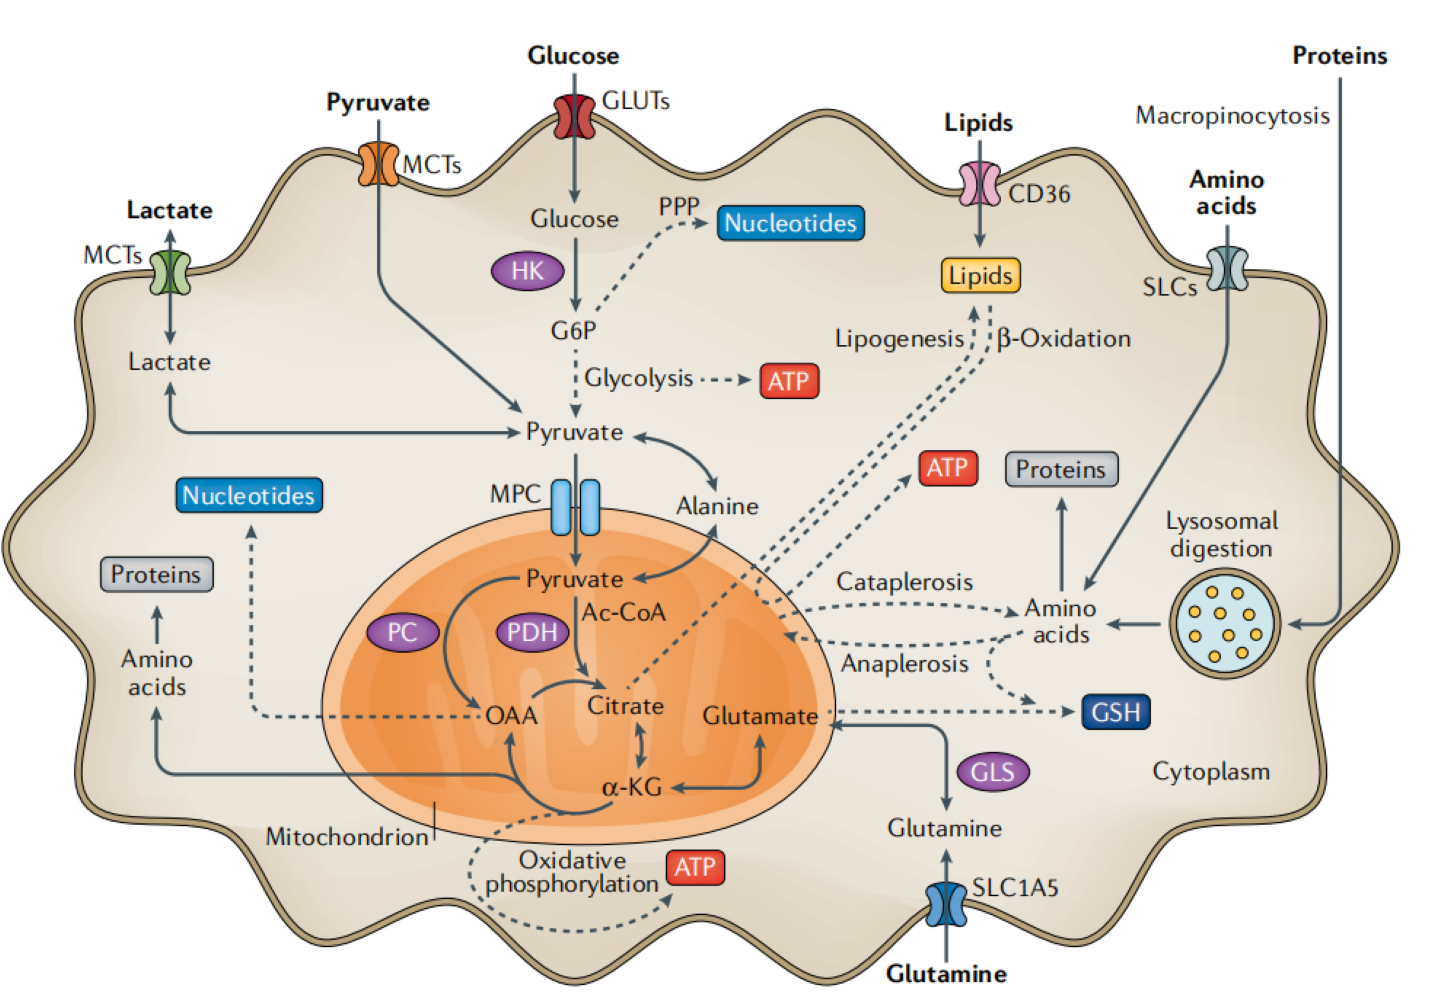 Glucose
Proteins
Pyruvate
GLUTs
Macropinocytosis
Lipids
MCTs
Amino
acids
CD36
Lactate
PPP
Nucleotides
Glucose
MCTs
HK
Lipids
SLCs
G6P
Lipogenesis
β-Oxidation
Lactate
Glycolysis
ATP
Pyruvate
ATP
Proteins
MPC
Nucleotides
Alanine
Lysosomal
digestion
Proteins
Pyruvate
Cataplerosis
Ac-CoA
Amino
acids
PC
PDH
Anaplerosis
Amino
acids
OAA
Citrate
Glutamate
GSH
GLS
Cytoplasm
α-KG
Mitochondrion
Glutamine
Oxidative
phosphorylation
ATP
SLC1A5
Glutamine